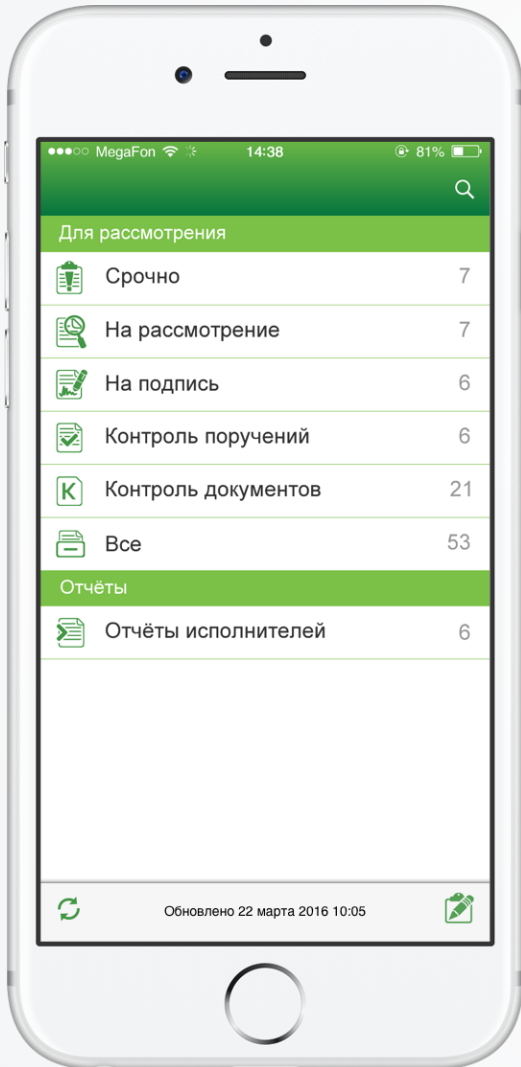 MegaFon 14:38 81%
Для рассмотрения
Срочно 7
На рассмотрение 7
На подпись 6
Контроль поручений 6
K Контроль документов 21
Все 53
Отчёты
Отчёты исполнителей 6
Обновлено 22 марта 2016 10:05